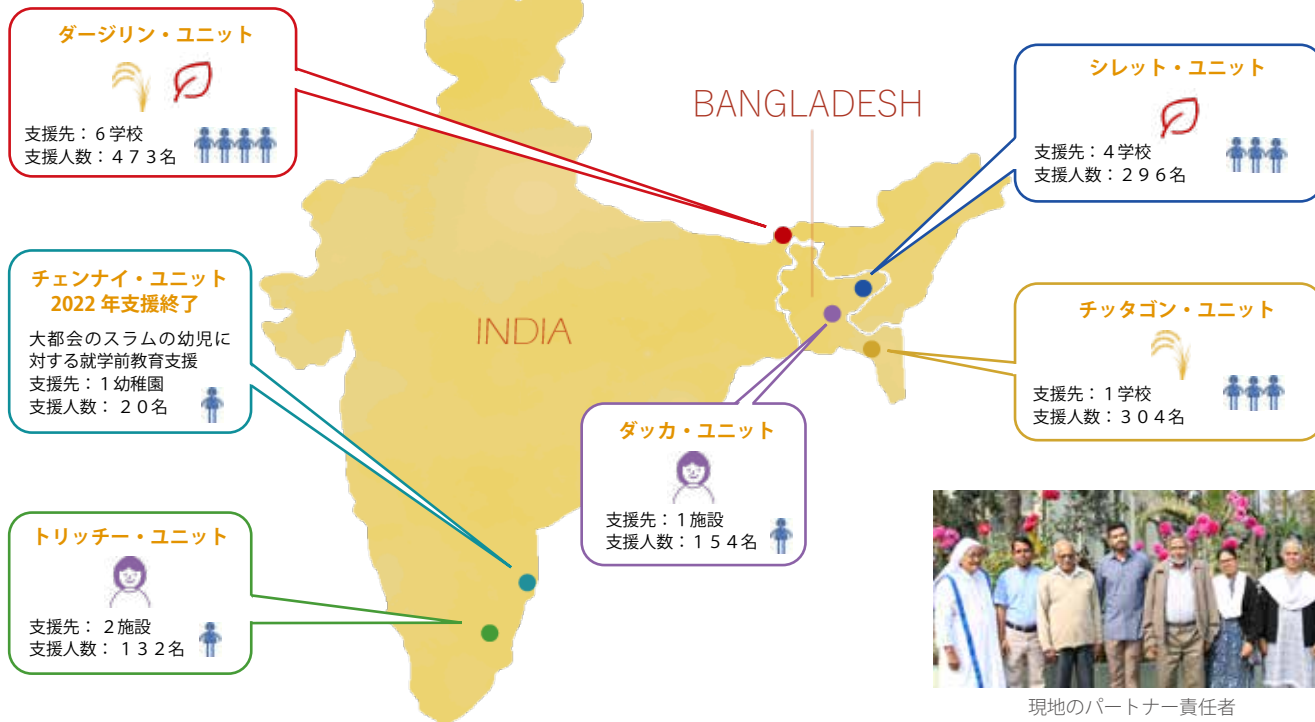 ダージリン・ユニット
支援先：6学校
支援人数：473名
BANGLADESH
シレット・ユニット
支援先：4学校
支援人数：296名
チェンナイ・ユニット
2022年支援終了
大都会のスラムの幼児に
対する就学前教育支援
支援先：1幼稚園
支援人数：20名
INDIA
チッタゴン・ユニット
支援先：1学校
支援人数：304名
ダッカ・ユニット
支援先：1施設
支援人数：154名
トリッチー・ユニット
支援先：2施設
支援人数：132名
現地のパートナー責任者